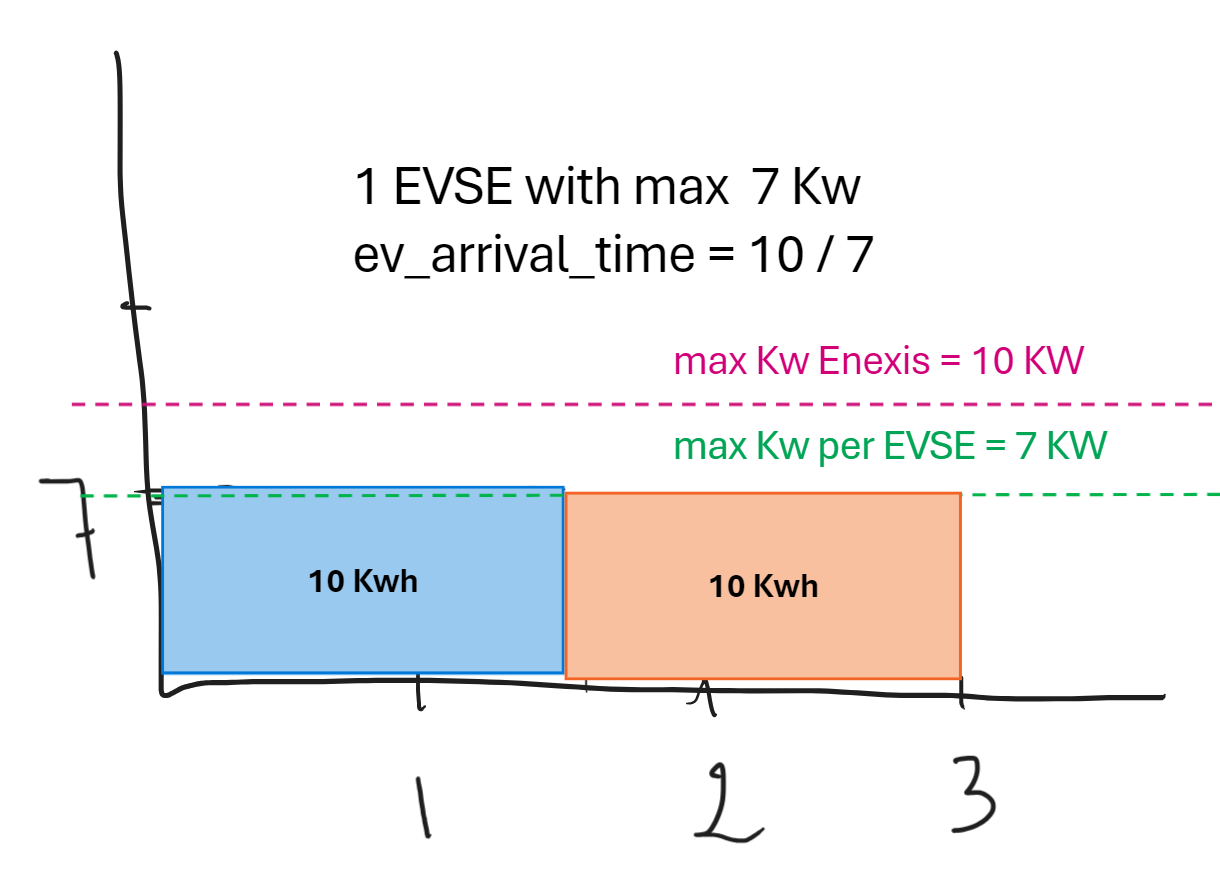 1 EVSE with max  7 Kw
ev_arrival_time = 10 / 7
max Kw Enexis = 10 KW
max Kw per EVSE = 7 KW
7
10 Kwh
10 Kwh
1
2
3